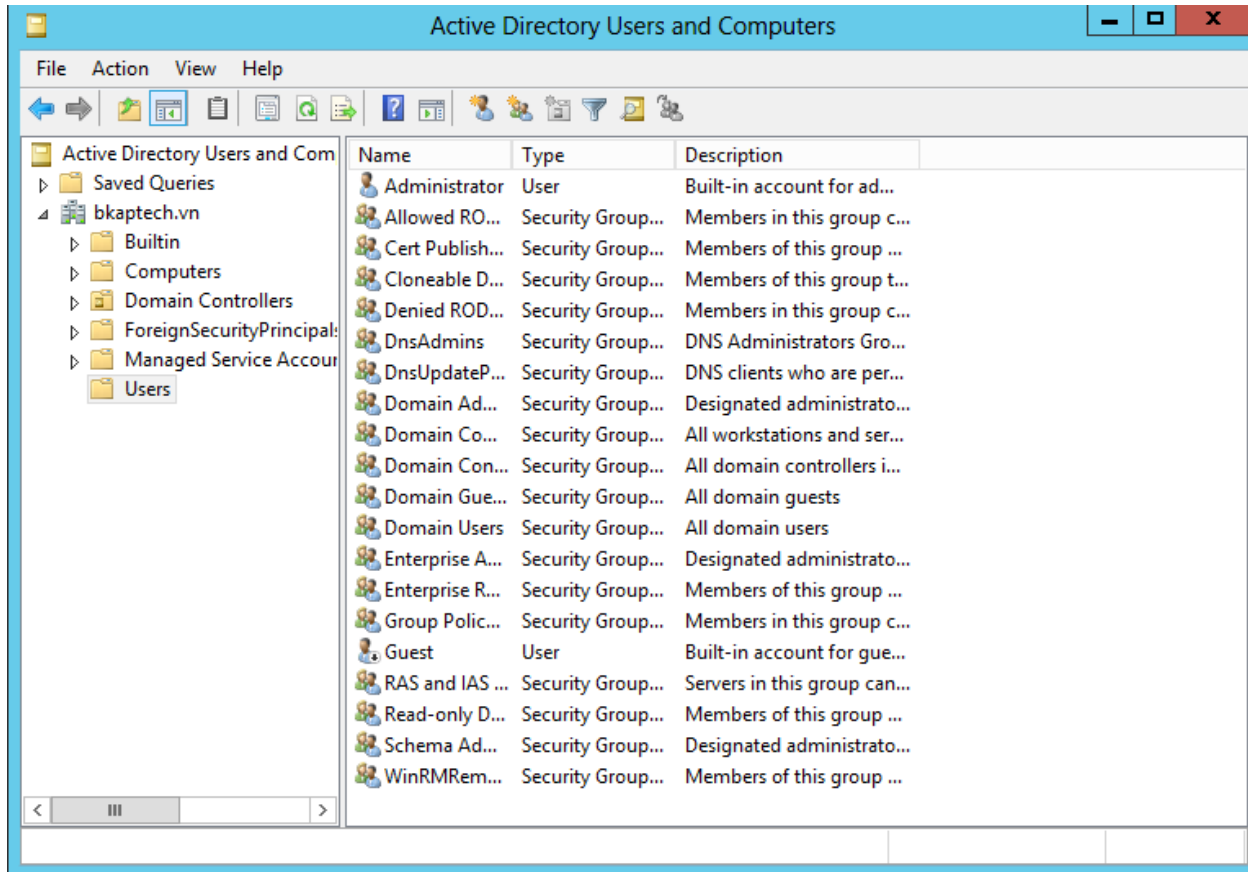 Active Directory Users and Computers
File Action View Help
Active Directory Users and Com
Saved Queries
bkaptech.vn
Builtin
Computers
Domain Controllers
ForeignSecurityPrincipals
Managed Service Accour
Users
Name Type Description
Administrator User Built-in account for ad...
Allowed RO... Security Group... Members in this group c...
Cert Publish... Security Group... Members of this group ...
Cloneable D... Security Group... Members of this group t...
Denied ROD... Security Group... Members in this group c...
DnsAdmins Security Group... DNS Administrators Gro...
DnsUpdateP... Security Group... DNS clients who are per...
Domain Ad... Security Group... Designated administrato...
Domain Co... Security Group... All workstations and ser...
Domain Con... Security Group... All domain controllers i...
Domain Gue... Security Group... All domain guests
Domain Users Security Group... All domain users
Enterprise A... Security Group... Designated administrato...
Enterprise R... Security Group... Members of this group ...
Group Polic... Security Group... Members in this group c...
Guest User Built-in account for gue...
RAS and IAS ... Security Group... Servers in this group can...
Read-only D... Security Group... Members of this group ...
Schema Ad... Security Group... Designated administrato...
WinRMRem... Security Group... Members of this group ...